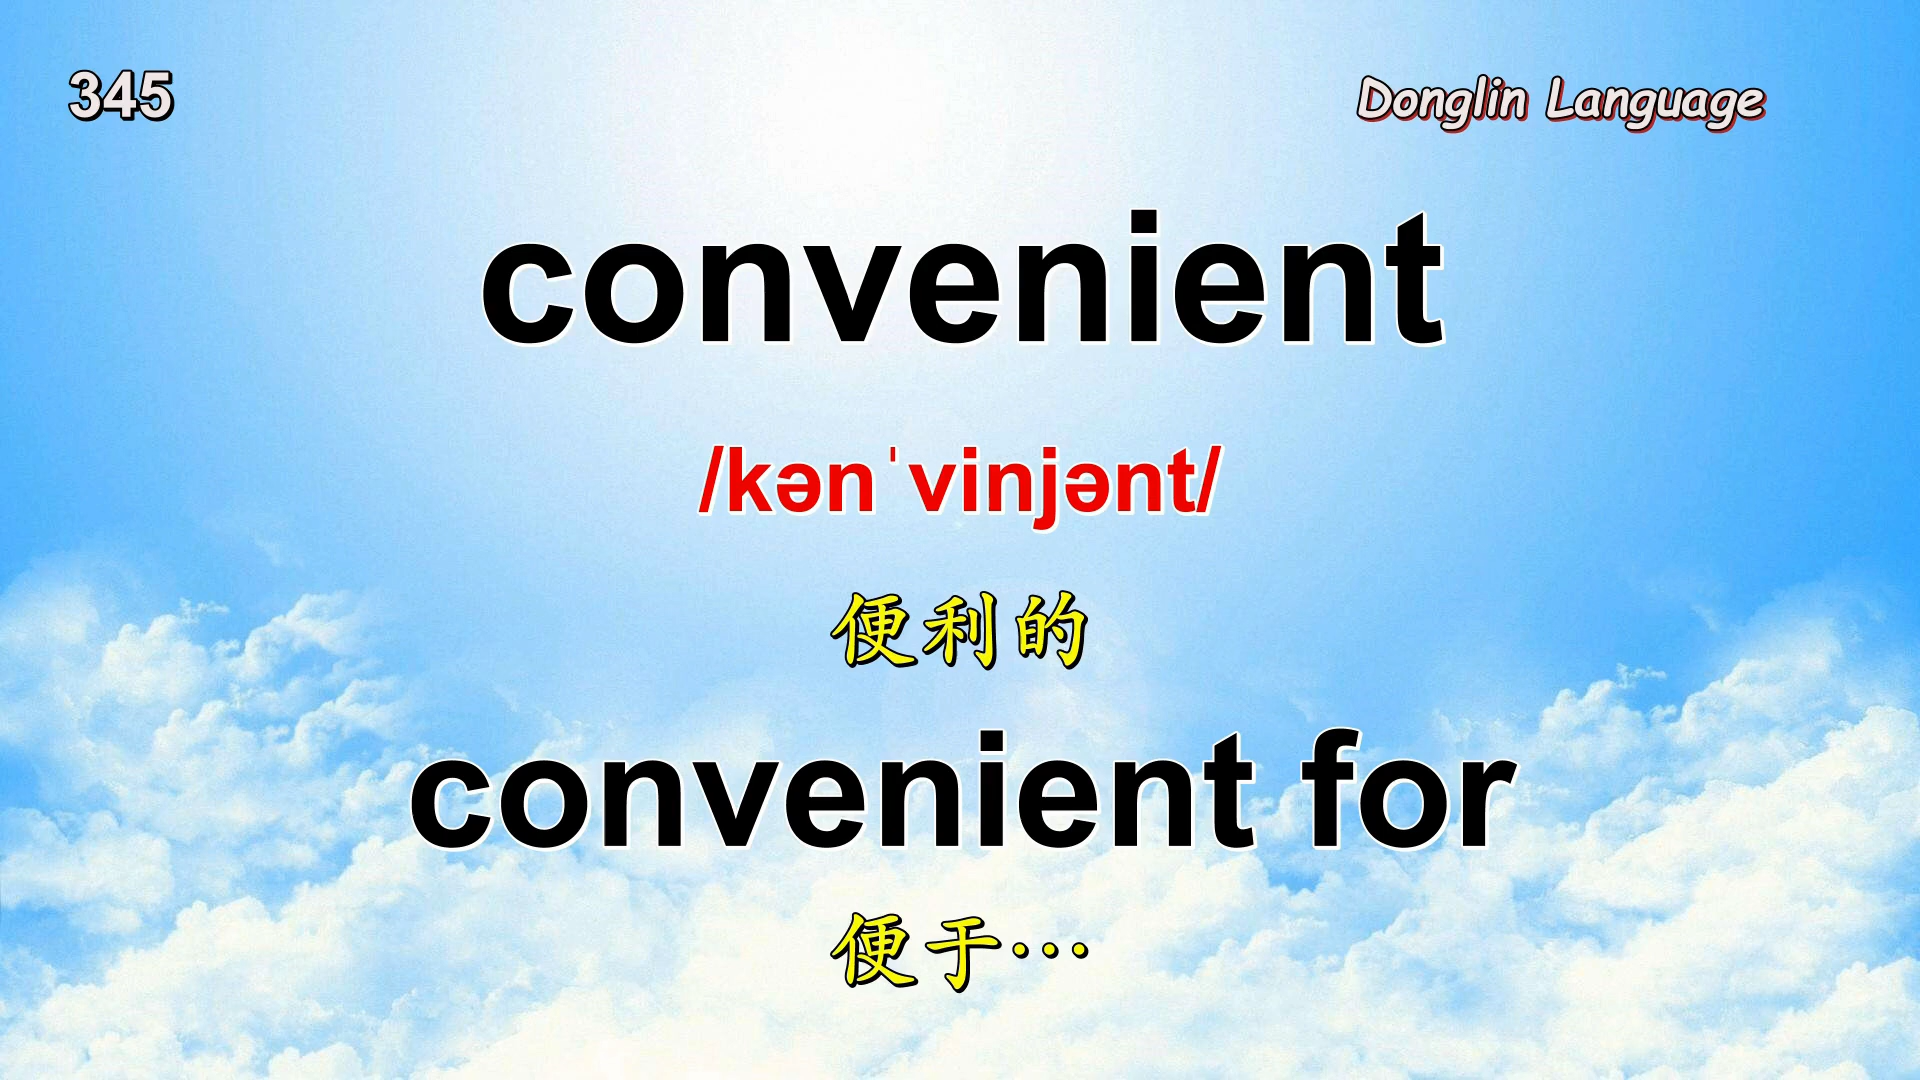 345
Donglin Language
convenient
/kənˈvinjənt/
便利的
convenient for
便于…